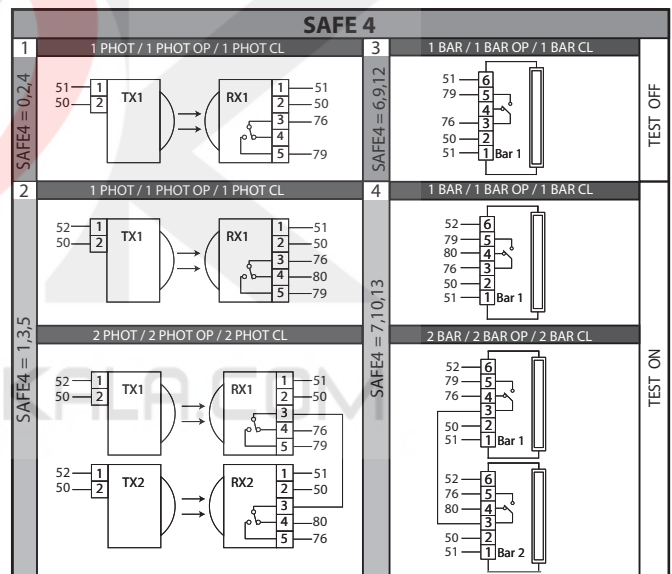 SAFE 4
1
1 PHOT / 1 PHOT OP / 1 PHOT CL
SAFE4 = 0,2,4
51 1
50 2
TX1
RX1
1 51
2 50
3 76
4
5 79
3
1 BAR / 1 BAR OP / 1 BAR CL
SAFE4 = 6,9,12
51 6
79 5
4
76 3
50 2
51 1 Bar 1
TEST OFF
2
1 PHOT / 1 PHOT OP / 1 PHOT CL
SAFE4 = 1,3,5
52 1
50 2
TX1
RX1
1 51
2 50
3 76
4 80
5 79
2 PHOT / 2 PHOT OP / 2 PHOT CL
52 1
50 2
TX1
RX1
1 51
2 50
3
4 76
5 79
52 1
50 2
TX2
RX2
1 51
2 50
3
4 80
5 76
4
1 BAR / 1 BAR OP / 1 BAR CL
SAFE4 = 7,10,13
52 6
79 5
80 4
76 3
50 2
51 1 Bar 1
2 BAR / 2 BAR OP / 2 BAR CL
52 6
79 5
76 4
3
50 2
51 1 Bar 1
52 6
76 5
80 4
3
50 2
51 1 Bar 2
TEST ON
KALA.COM